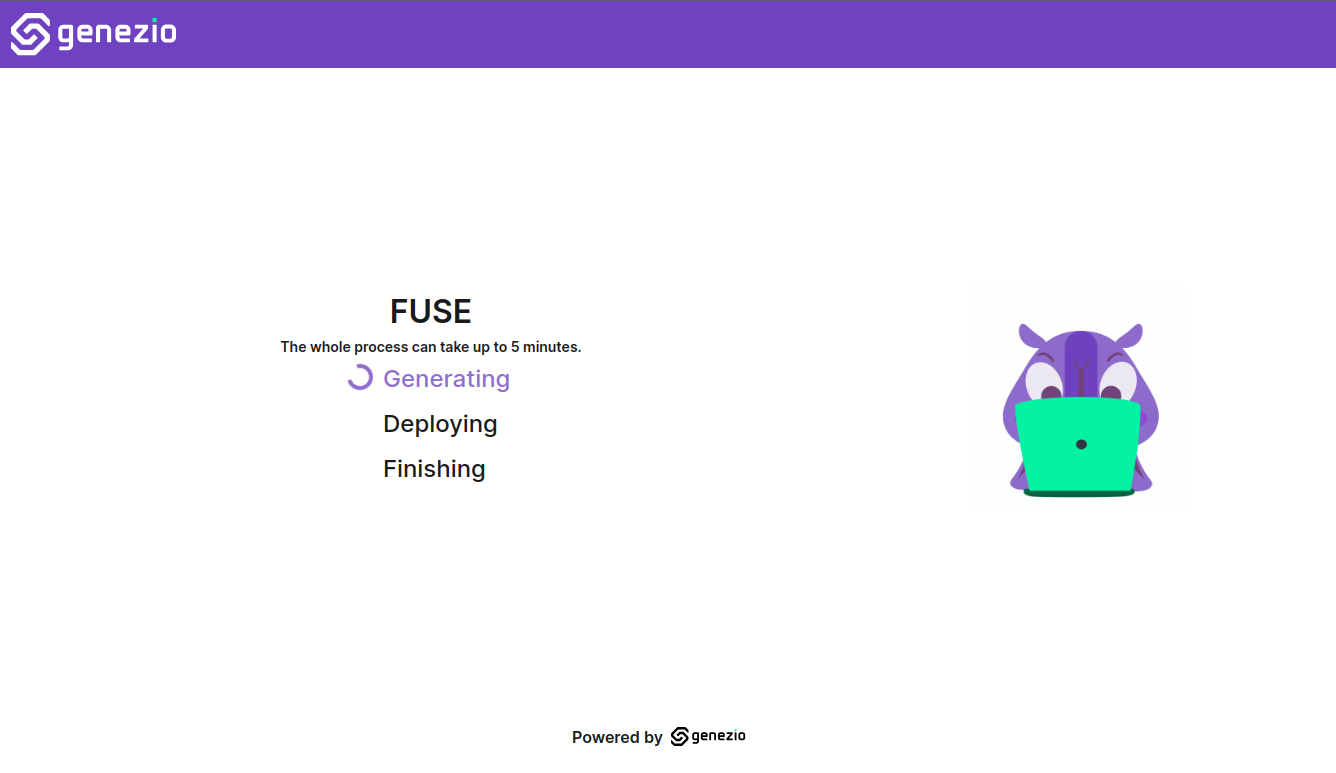 genezio
FUSE
The whole process can take up to 5 minutes.
Generating
Deploying
Finishing
Powered by genezio